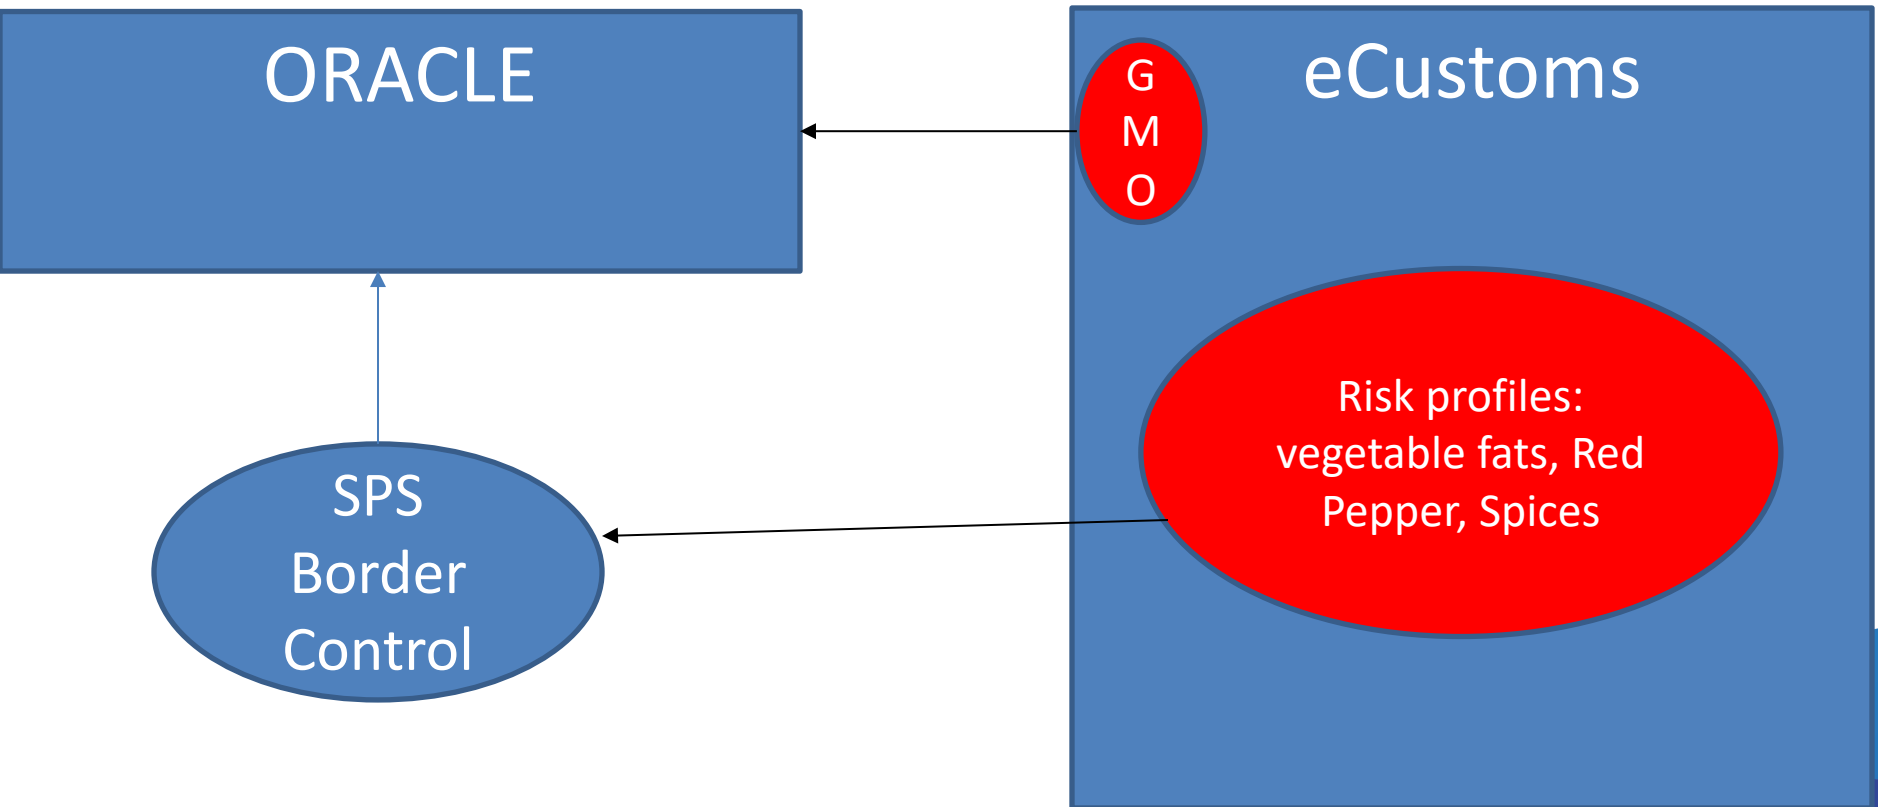 ORACLE
G
M
O
eCustoms
Risk profiles:
vegetable fats, Red
Pepper, Spices
SPS
Border
Control